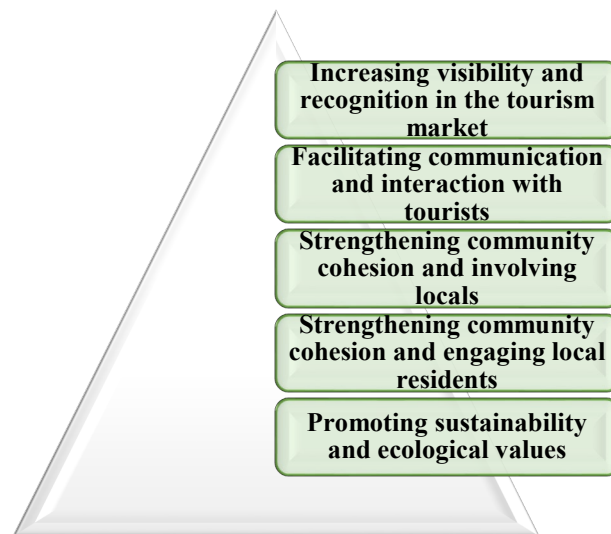 Increasing visibility and
recognition in the tourism
market
Facilitating communication
and interaction with
tourists
Strengthening community
cohesion and involving
locals
Strengthening community
cohesion and engaging local
residents
Promoting sustainability
and ecological values